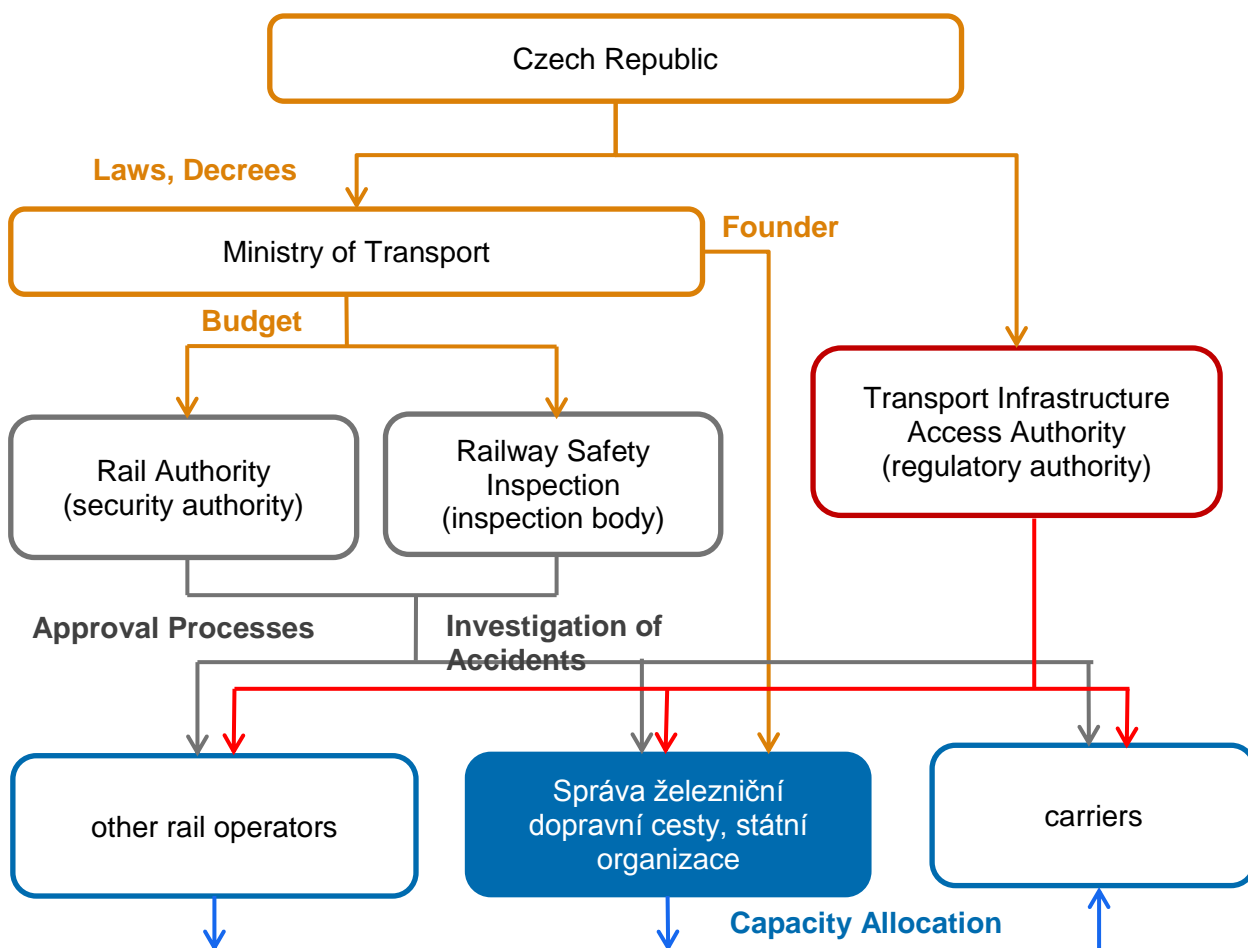 Czech Republic
Laws, Decrees
Ministry of Transport
Founder
Budget
Rail Authority
(security authority)
Railway Safety
Inspection
(inspection body)
Transport Infrastructure
Access Authority
(regulatory authority)
Approval Processes
Investigation of
Accidents
other rail operators
Správa železniční
dopravní cesty, státní
organizace
carriers
Capacity Allocation